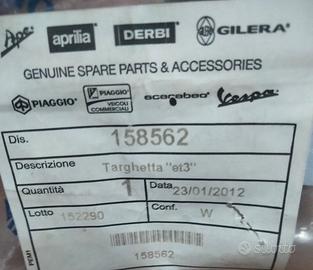 Ape aprilia DERBI GILERA
GENUINE SPARE PARTS & ACCESSORIES
PIAGGIO PIAGGIO VEICOLI COMMERCIALI scarabeo Vespa
Dis. 158562
Descrizione Targhetta "et3"
Quantità 1 Data 23/01/2012
Lotto 152290 Conf. W
158562
Subito